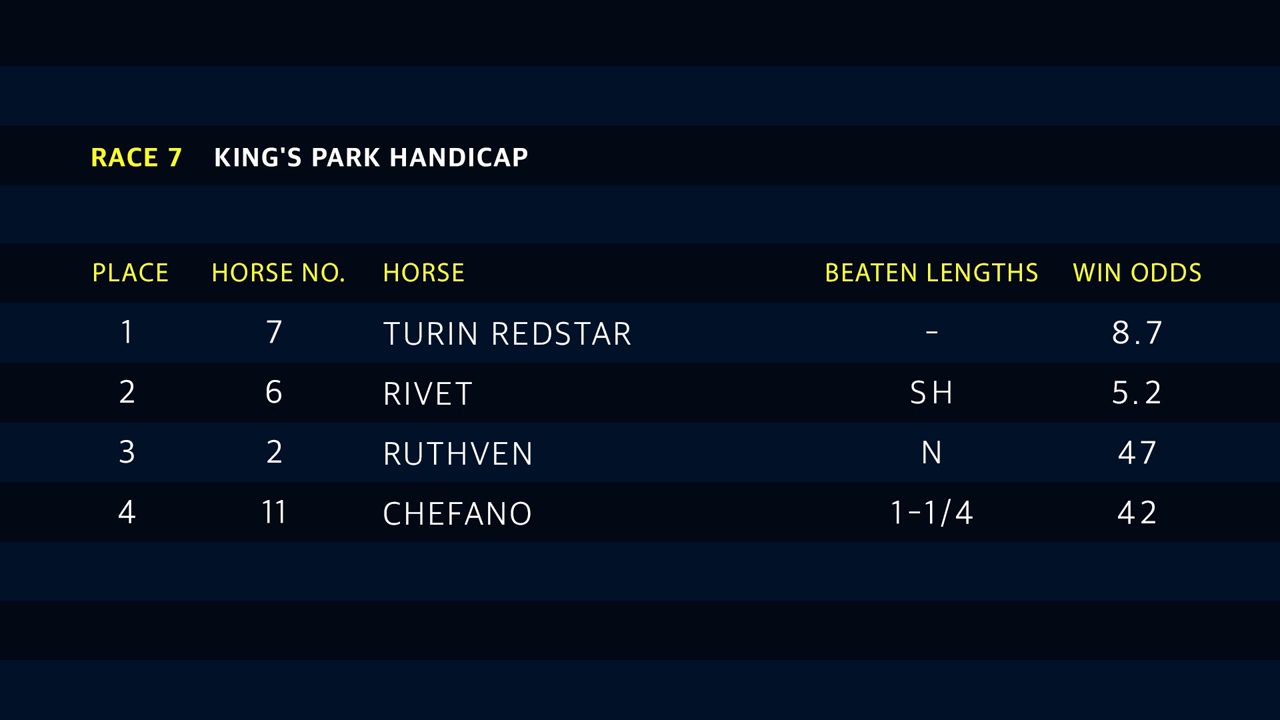 RACE 7 KING'S PARK HANDICAP
PLACE HORSE NO. HORSE BEATEN LENGTHS WIN ODDS
1 7 TURIN REDSTAR - 8.7
2 6 RIVET SH 5.2
3 2 RUTHVEN N 47
4 11 CHEFANO 1-1/4 42